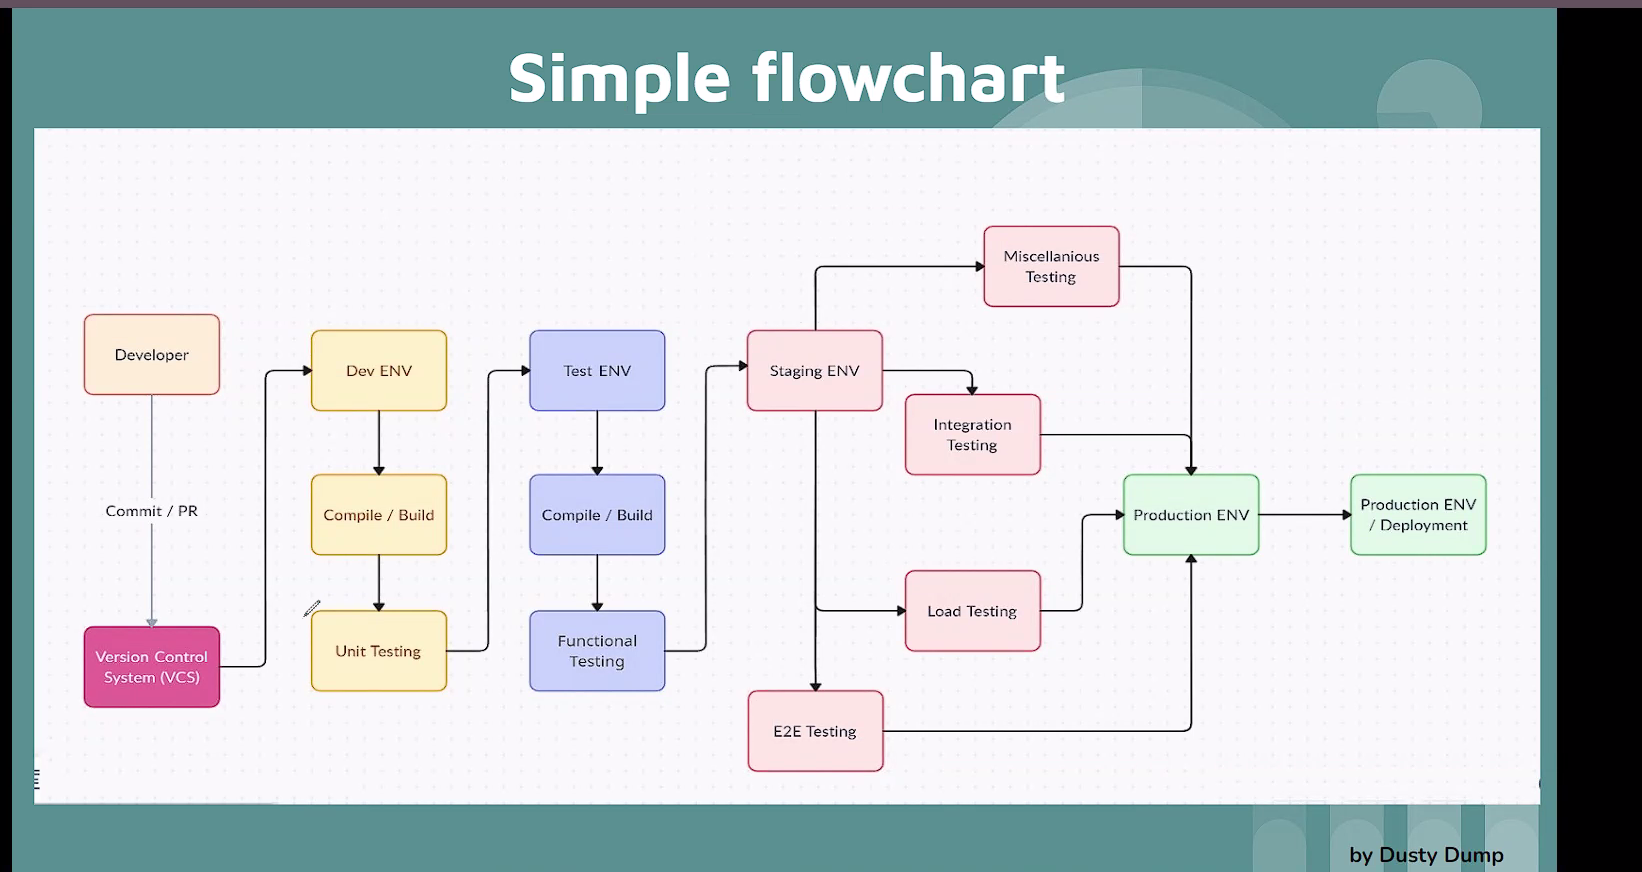 Simple flowchart
Developer
Commit / PR
Version Control
System (VCS)
Dev ENV
Compile / Build
Unit Testing
Test ENV
Compile / Build
Functional
Testing
Staging ENV
Miscellanious
Testing
Integration
Testing
Load Testing
E2E Testing
Production ENV
Production ENV
/ Deployment
by Dusty Dump